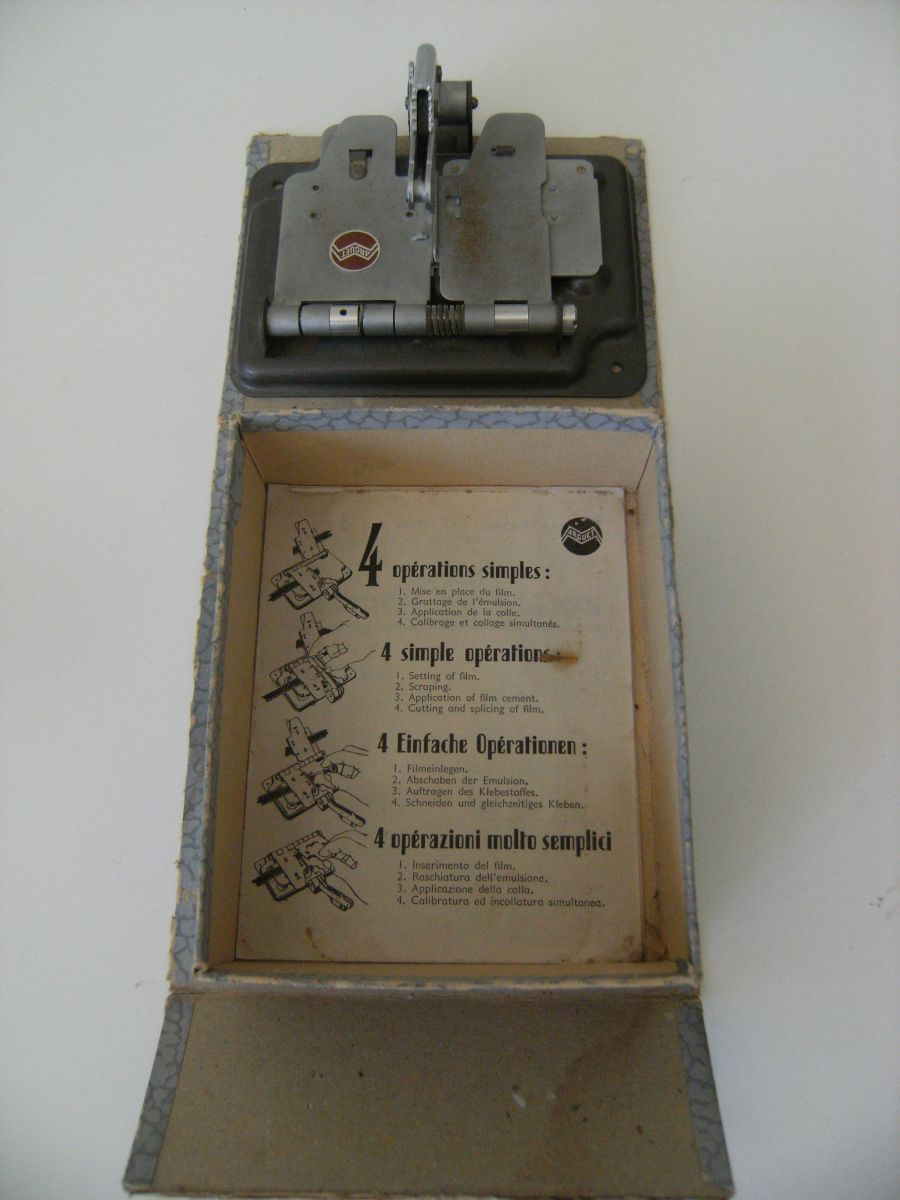 MARGUET
MARGUET
4 opérations simples :
1. Mise en place du film.
2. Grattage de l'émulsion.
3. Application de la colle.
4. Calibrage et collage simultanés.
4 simple opérations :
1. Setting of film.
2. Scraping.
3. Application of film cement.
4. Cutting and splicing of film.
4 Einfache Opérationen :
1. Filmeinlegen.
2. Abschaben der Emulsion.
3. Auftragen des Klebestoffes.
4. Schneiden und gleichzeitiges Kleben.
4 opérazioni molto semplici
1. Inserimento del film.
2. Raschiatura dell'emulsione.
3. Applicazione della colla.
4. Calibratura ed incollatura simultanea.